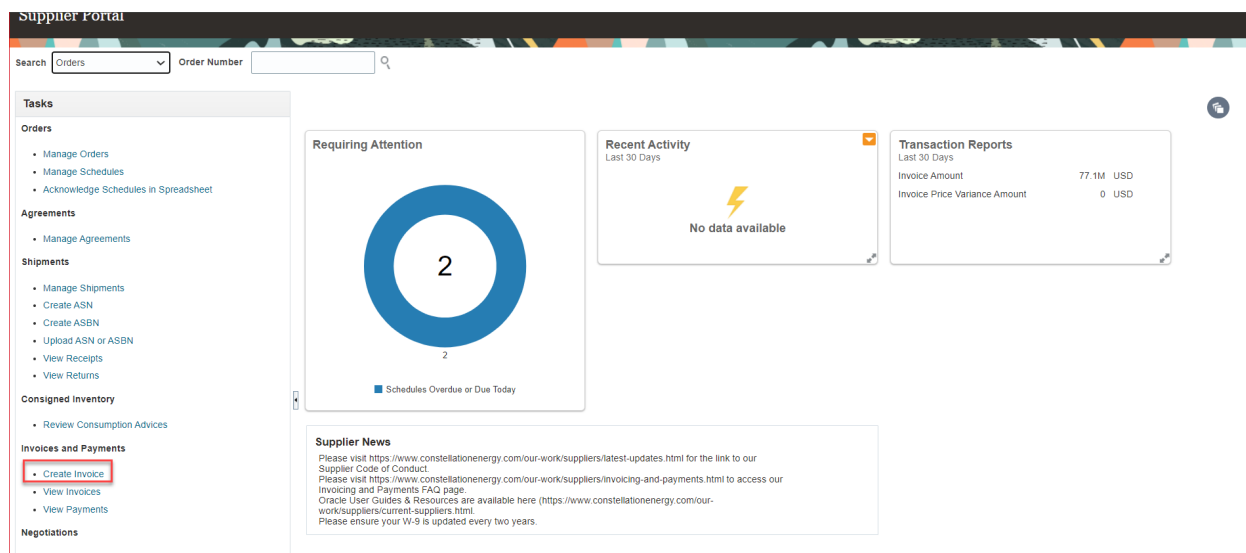 Supplier Portal
Search Orders Order Number
Tasks
Orders
Manage Orders
Manage Schedules
Acknowledge Schedules in Spreadsheet
Agreements
Manage Agreements
Shipments
Manage Shipments
Create ASN
Create ASBN
Upload ASN or ASBN
View Receipts
View Returns
Consigned Inventory
Review Consumption Advices
Invoices and Payments
Create Invoice
View Invoices
View Payments
Negotiations
Requiring Attention
2
2
Schedules Overdue or Due Today
Recent Activity
Last 30 Days
No data available
Transaction Reports
Last 30 Days
Invoice Amount 77.1M USD
Invoice Price Variance Amount 0 USD
Supplier News
Please visit https://www.constellationenergy.com/our-work/suppliers/latest-updates.html for the link to our
Supplier Code of Conduct.
Please visit https://www.constellationenergy.com/our-work/suppliers/invoicing-and-payments.html to access our
Invoicing and Payments FAQ page.
Oracle User Guides & Resources are available here (https://www.constellationenergy.com/our-
work/suppliers/current-suppliers.html.
Please ensure your W-9 is updated every two years.